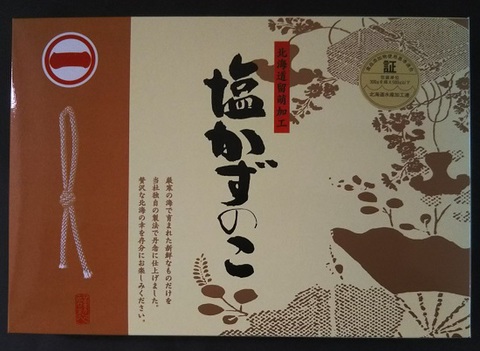 北海道留萌加工
塩かずのこ
厳寒の海で育まれた新鮮なものだけを
当社独自の製法で丹念に仕上げました。
贅沢な北海の幸を存分にお楽しみください。
証